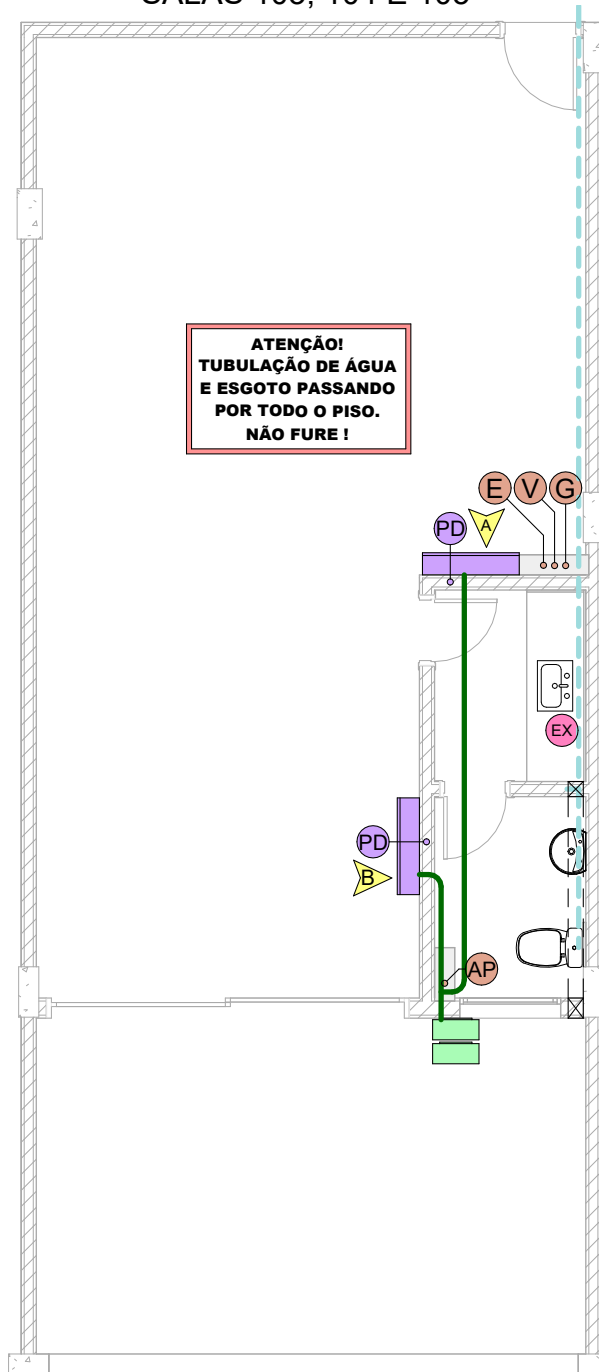 ATENÇÃO!
TUBULAÇÃO DE ÁGUA
E ESGOTO PASSANDO
POR TODO O PISO.
NÃO FURE !
E V G
PD
A
EX
PD
B
AP